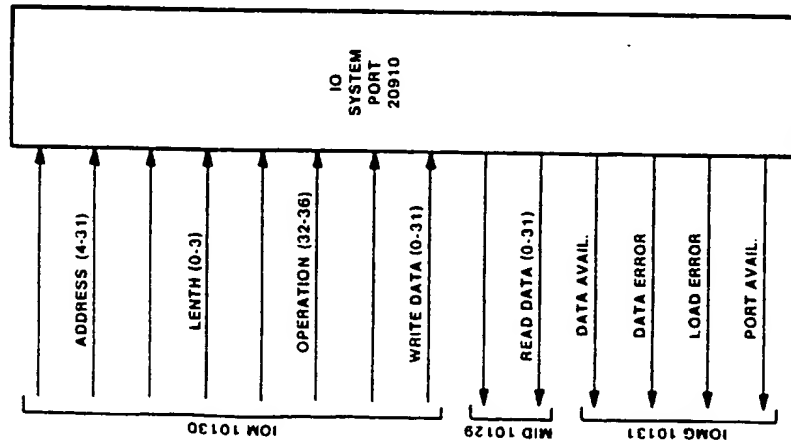 IO
SYSTEM
PORT
20910
ADDRESS (4-31)
LENTH (0-3)
OPERATION (32-36)
WRITE DATA (0-31)
READ DATA (0-31)
DATA AVAIL.
DATA ERROR
LOAD ERROR
PORT AVAIL.
IOM 10130
MID 10129
IOMC 10131